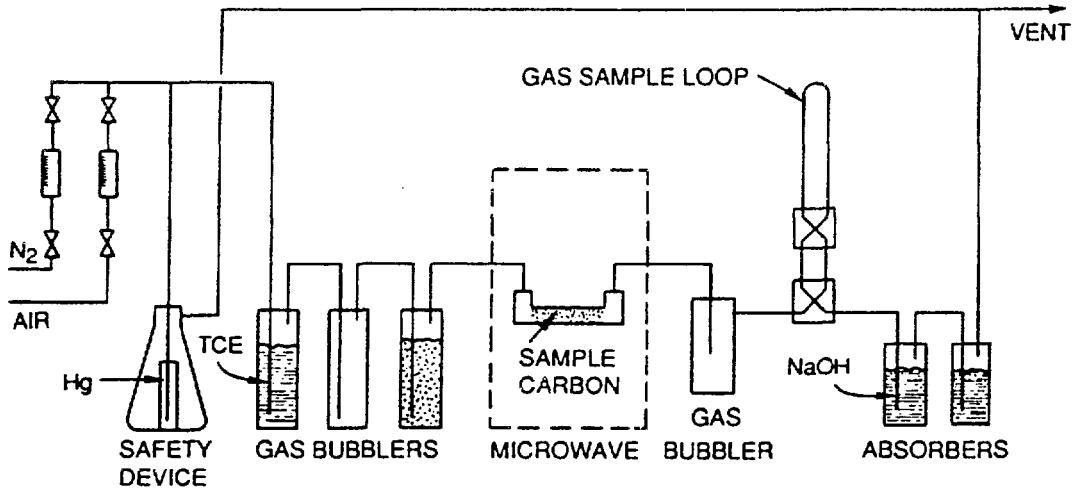 VENT
GAS SAMPLE LOOP
N2
AIR
TCE
Hg
SAMPLE
CARBON
NaOH
SAFETY
DEVICE
GAS BUBBLERS
MICROWAVE
GAS
BUBBLER
ABSORBERS